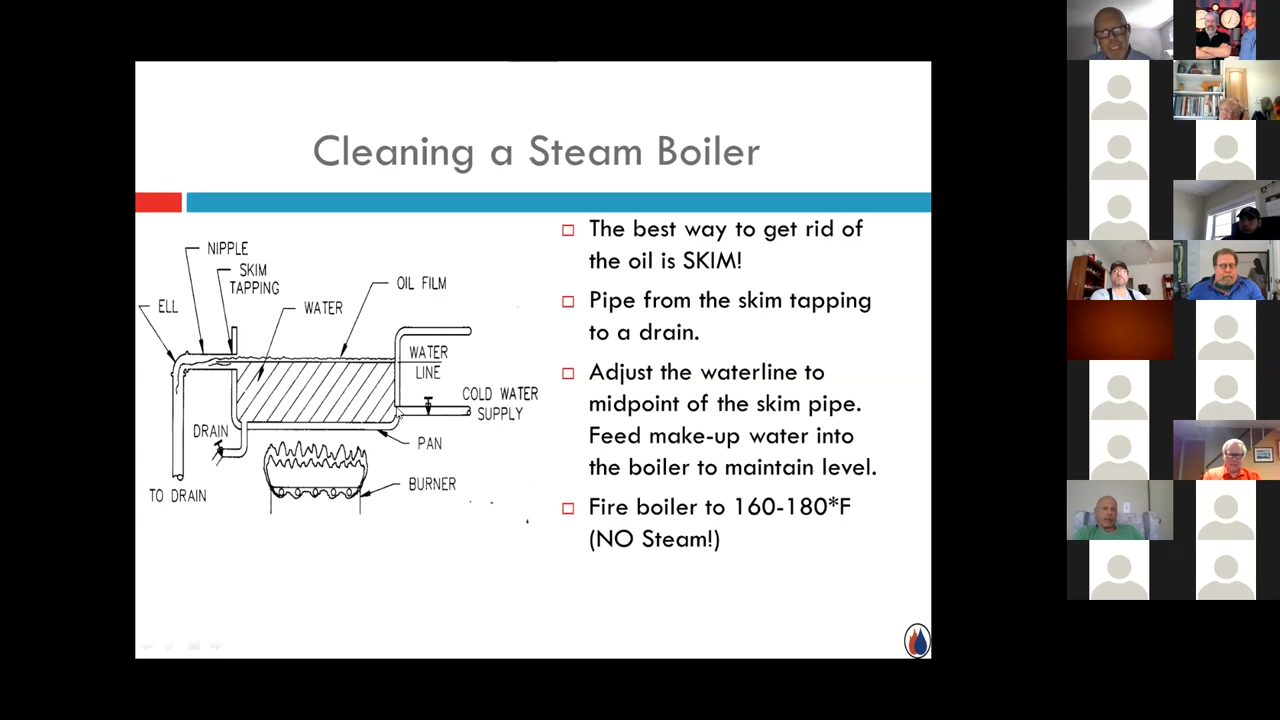 Cleaning a Steam Boiler
NIPPLE
SKIM
TAPPING
OIL FILM
ELL
WATER
WATER
LINE
COLD WATER
SUPPLY
DRAIN
PAN
BURNER
TO DRAIN
The best way to get rid of
the oil is SKIM!
Pipe from the skim tapping
to a drain.
Adjust the waterline to
midpoint of the skim pipe.
Feed make-up water into
the boiler to maintain level.
Fire boiler to 160-180*F
(NO Steam!)